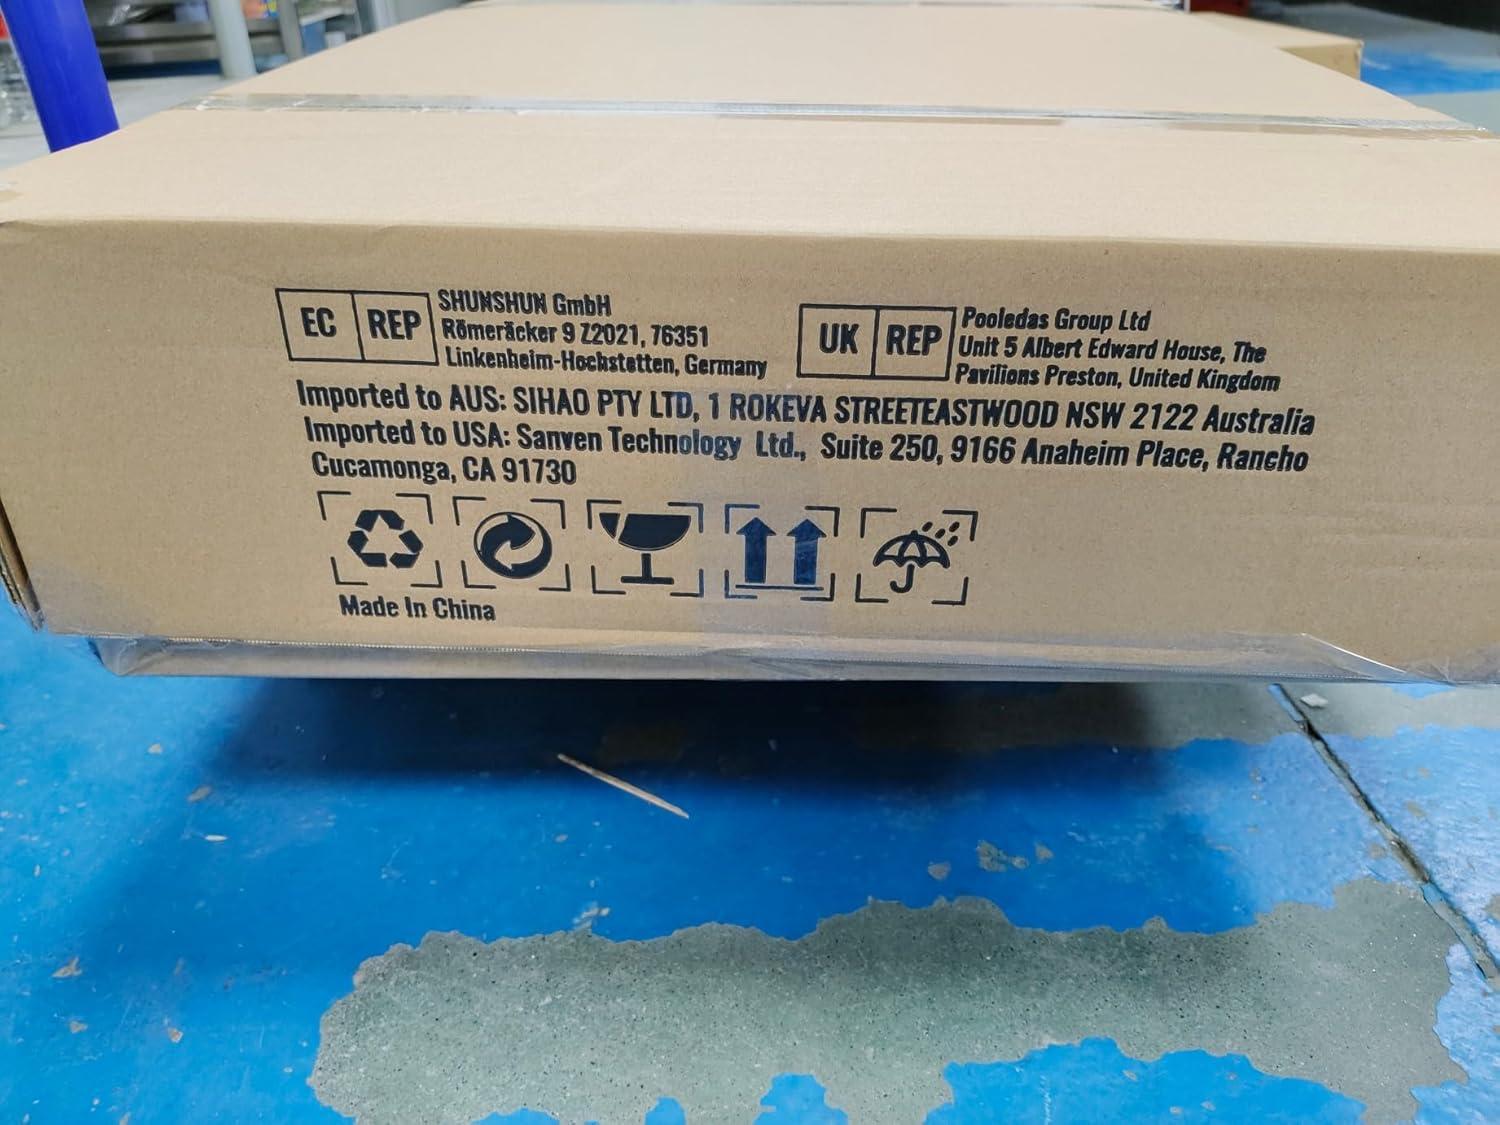 EC REP
SHUNSHUN GmbH
Römeräcker 9 Z2021, 76351
Linkenheim-Hochstetten, Germany
UK REP
Pooledas Group Ltd
Unit 5 Albert Edward House, The
Pavilions Preston, United Kingdom
Imported to AUS: SIHAO PTY LTD, 1 ROKEVA STREETEASTWOOD NSW 2122 Australia
Imported to USA: Sanven Technology Ltd., Suite 250, 9166 Anaheim Place, Rancho
Cucamonga, CA 91730
Made In China